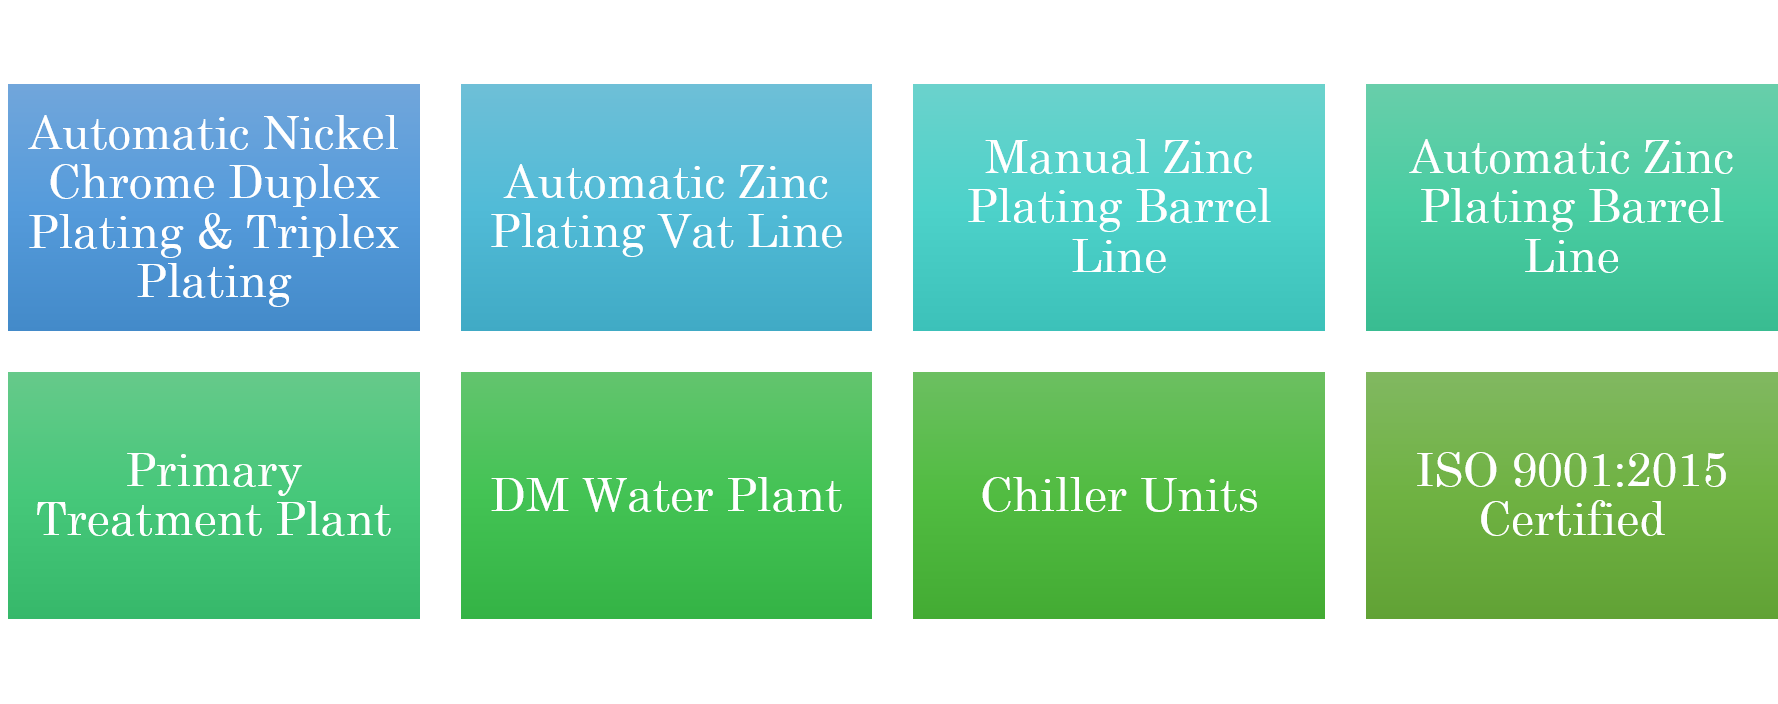 Automatic Nickel
Chrome Duplex
Plating & Triplex
Plating
Automatic Zinc
Plating Vat Line
Manual Zinc
Plating Barrel
Line
Automatic Zinc
Plating Barrel
Line
Primary
Treatment Plant
DM Water Plant
Chiller Units
ISO 9001:2015
Certified